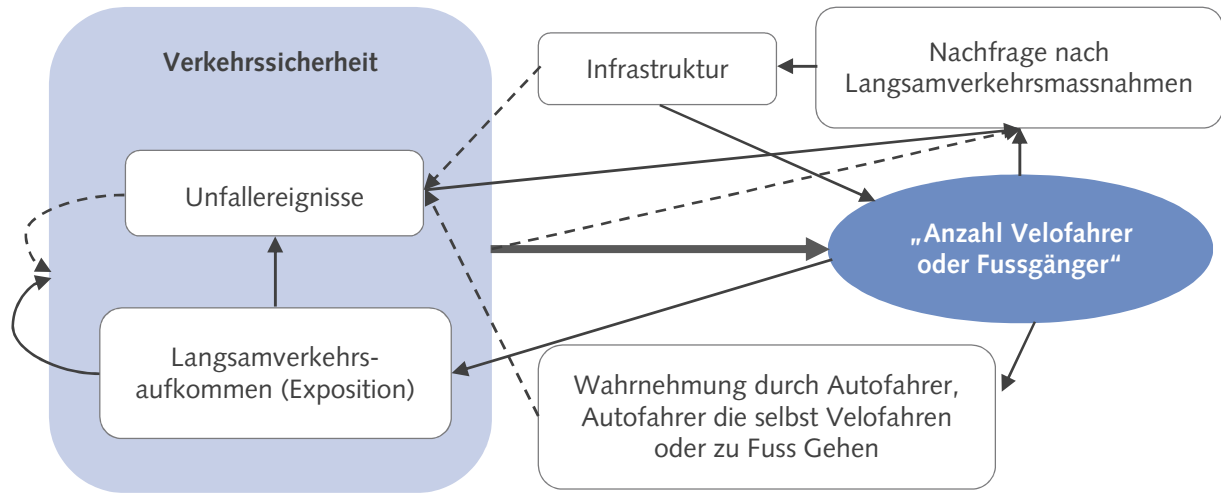 Verkehrssicherheit
Unfallereignisse
Langsamverkehrs-
aufkommen (Exposition)
Infrastruktur
Nachfrage nach
Langsamverkehrsmassnahmen
„Anzahl Velofahrer
oder Fussgänger“
Wahrnehmung durch Autofahrer,
Autofahrer die selbst Velofahren
oder zu Fuss Gehen